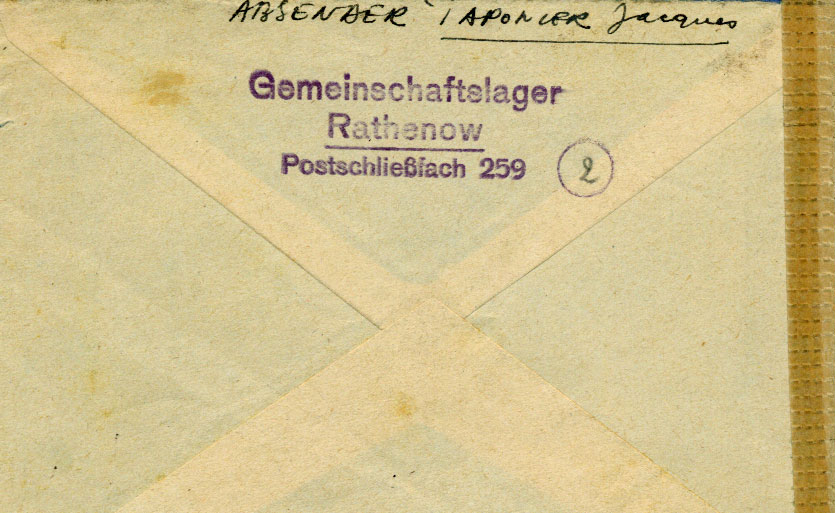 ABSENDER TAPONIER Jacques
Gemeinschaftslager
Rathenow
Postschließfach 259
2